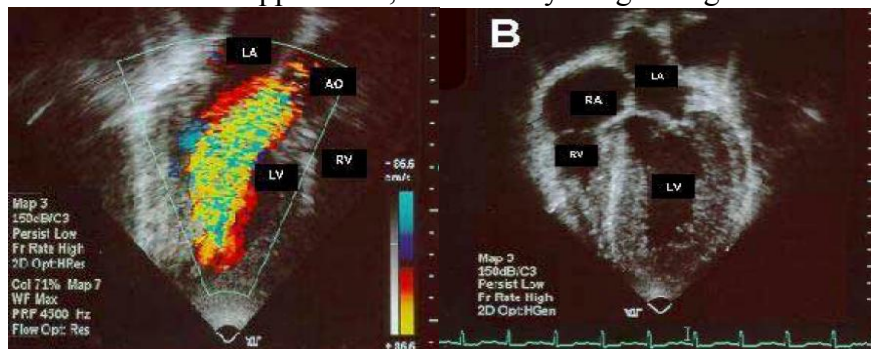 LA
AO
RV
LV
- 86.6
cm/s
Map 3
150dB/C3
Persist Low
Fr Rate High
2D Opt:HRes
Col 71% Map 7
WF Max
PRF 4500 Hz
Flow Opt: Res
+ 86.6
B
LA
RA
RV
LV
Map 3
150dB/C3
Persist Low
Fr Rate High
2D Opt:HGen